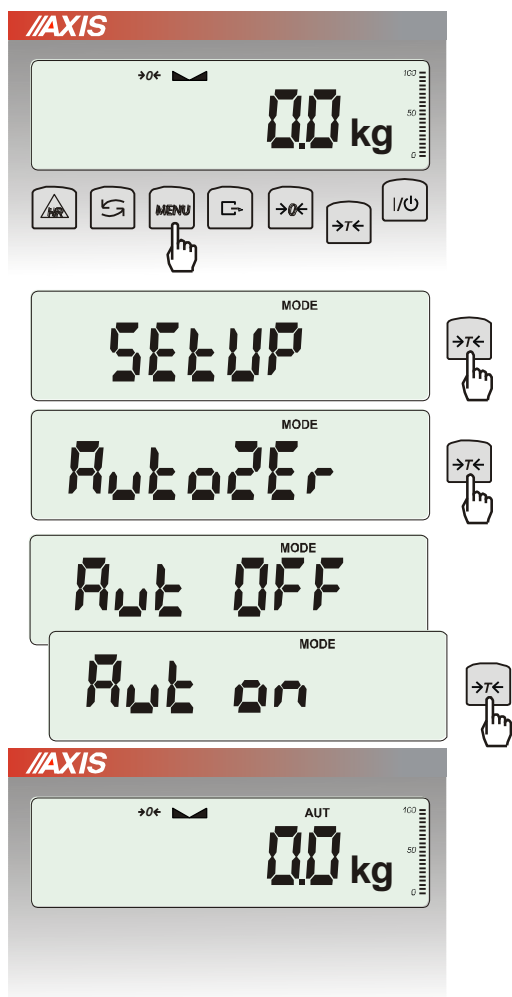 //AXIS
→0←
0.0 kg
100
50
0
HR MENU →0← →T← I/⏻
MODE
SEtUP
→T←
MODE
AutoZEr
→T←
MODE
Aut OFF
MODE
Aut on
→T←
//AXIS
→0← AUT
0.0 kg
100
50
0